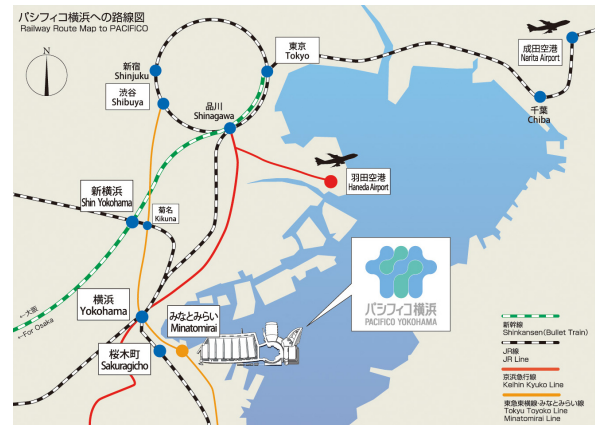 パシフィコ横浜への路線図
Railway Route Map to PACIFICO
N
成田空港
Narita Airport
東京
Tokyo
新宿
Shinjuku
渋谷
Shibuya
品川
Shinagawa
千葉
Chiba
羽田空港
Haneda Airport
新横浜
Shin Yokohama
菊名
Kikuna
パシフィコ横浜
PACIFICO YOKOHAMA
←大阪
←For Osaka
横浜
Yokohama
みなとみらい
Minatomirai
桜木町
Sakuragicho
新幹線
Shinkansen(Bullet Train)
JR線
JR Line
京浜急行線
Keihin Kyuko Line
東急東横線・みなとみらい線
Tokyu Toyoko Line
Minatomirai Line